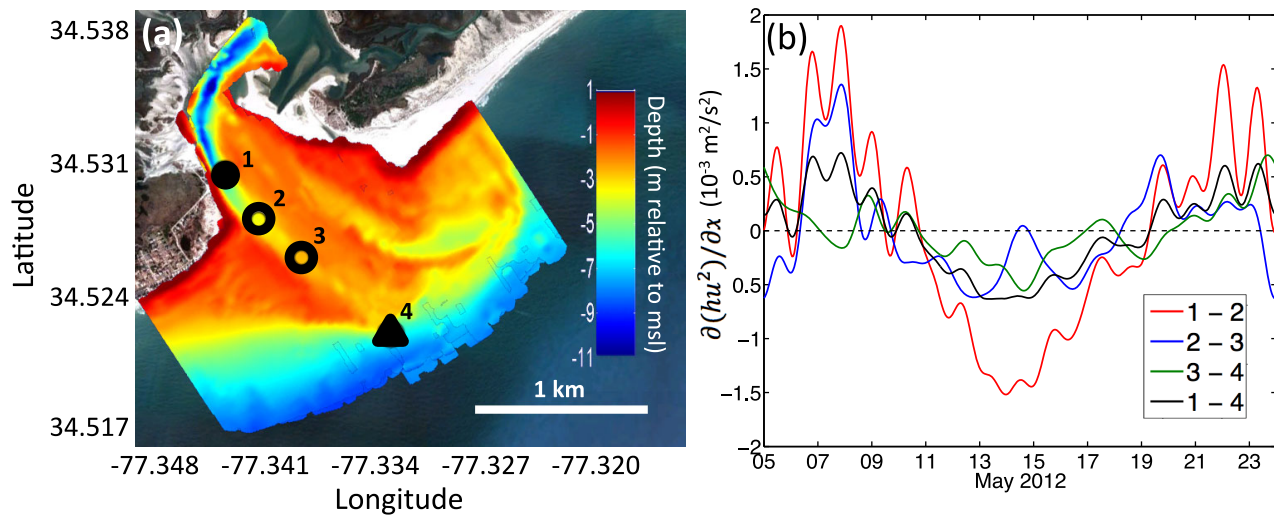 (a)
34.538
34.531
34.524
34.517
Latitude
-77.348 -77.341 -77.334 -77.327 -77.320
Longitude
1
2
3
4
1 km
1
-1
-3
-5
-7
-9
-11
Depth (m relative to msl)
(b)
2
1.5
1
0.5
0
0.5
-1
-1.5
-2
∂(hu²)/∂x (10⁻³ m²/s²)
05 07 09 11 13 15 17 19 21 23
May 2012
1 – 2
2 – 3
3 – 4
1 – 4